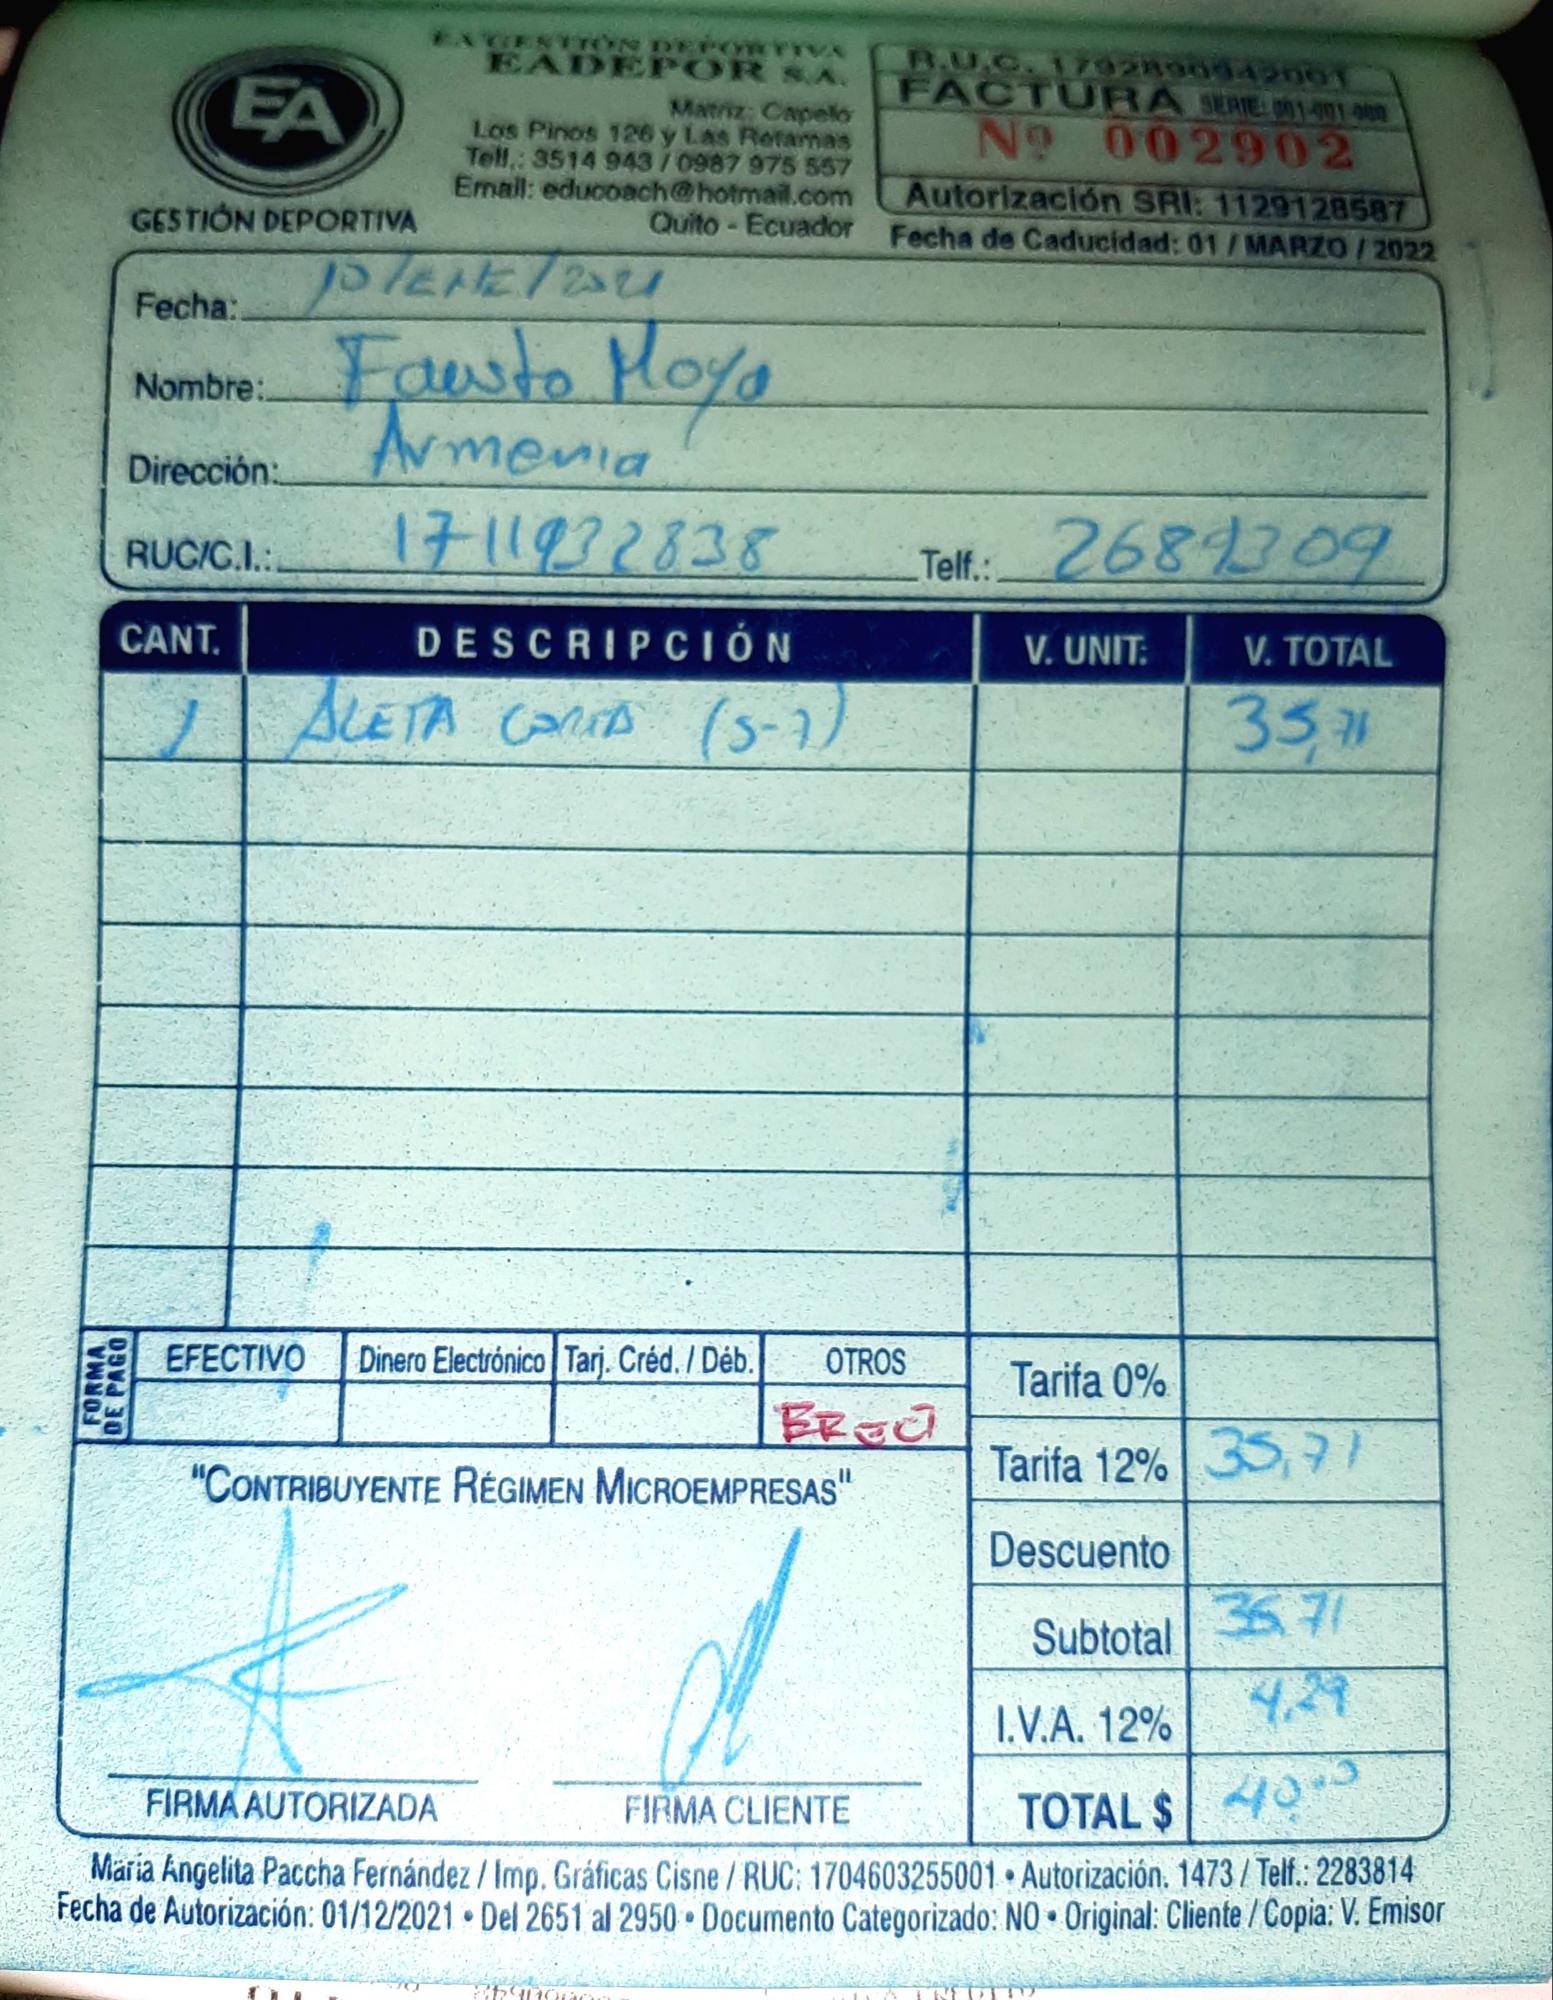 EA
GESTIÓN DEPORTIVA
EA GESTIÓN DEPORTIVA
EADEPOR S.A.
Matriz: Capelo
Los Pinos 126 y Las Retamas
Telf.: 3514 943 / 0987 975 557
Email: educoach@hotmail.com
Quito - Ecuador
R.U.C. 1792890942001
FACTURA SERIE: 001-001-000
Nº 002902
Autorización SRI: 1129128587
Fecha de Caducidad: 01 / MARZO / 2022
Fecha: 10/ENE/2021
Nombre: Fausto Moya
Dirección: Armenia
RUC/C.I.: 1711932838 Telf.: 2689309
CANT. DESCRIPCIÓN V. UNIT. V. TOTAL
1 ALETA CORTA (5-7) 35,71
FORMA DE PAGO
EFECTIVO Dinero Electrónico Tarj. Créd. / Déb. OTROS
Tarifa 0%
Tarifa 12% 35,71
"CONTRIBUYENTE RÉGIMEN MICROEMPRESAS"
Descuento
Subtotal 35,71
I.V.A. 12% 4,29
TOTAL $ 40.00
FIRMA AUTORIZADA FIRMA CLIENTE
Maria Angelita Paccha Fernández / Imp. Gráficas Cisne / RUC: 1704603255001 • Autorización. 1473 / Telf.: 2283814
Fecha de Autorización: 01/12/2021 • Del 2651 al 2950 • Documento Categorizado: NO • Original: Cliente / Copia: V. Emisor